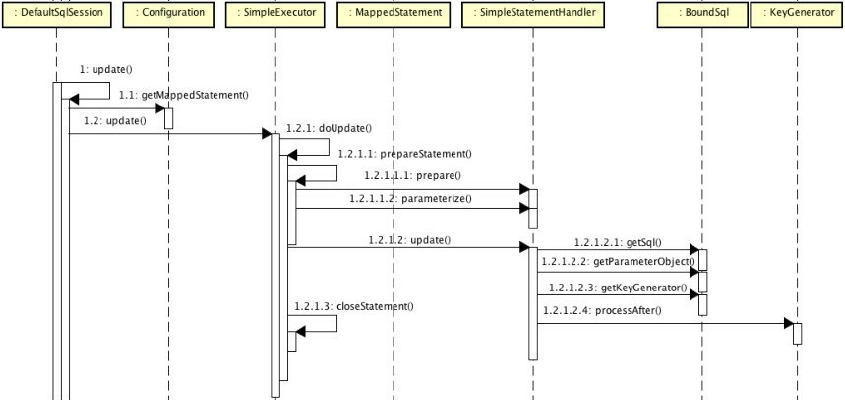 : DefaultSqlSession
: Configuration
: SimpleExecutor
: MappedStatement
: SimpleStatementHandler
: BoundSql
: KeyGenerator
1: update()
1.1: getMappedStatement()
1.2: update()
1.2.1: doUpdate()
1.2.1.1: prepareStatement()
1.2.1.1.1: prepare()
1.2.1.1.2: parameterize()
1.2.1.2: update()
1.2.1.2.1: getSql()
1.2.1.2.2: getParameterObject()
1.2.1.2.3: getKeyGenerator()
1.2.1.3: closeStatement()
1.2.1.2.4: processAfter()